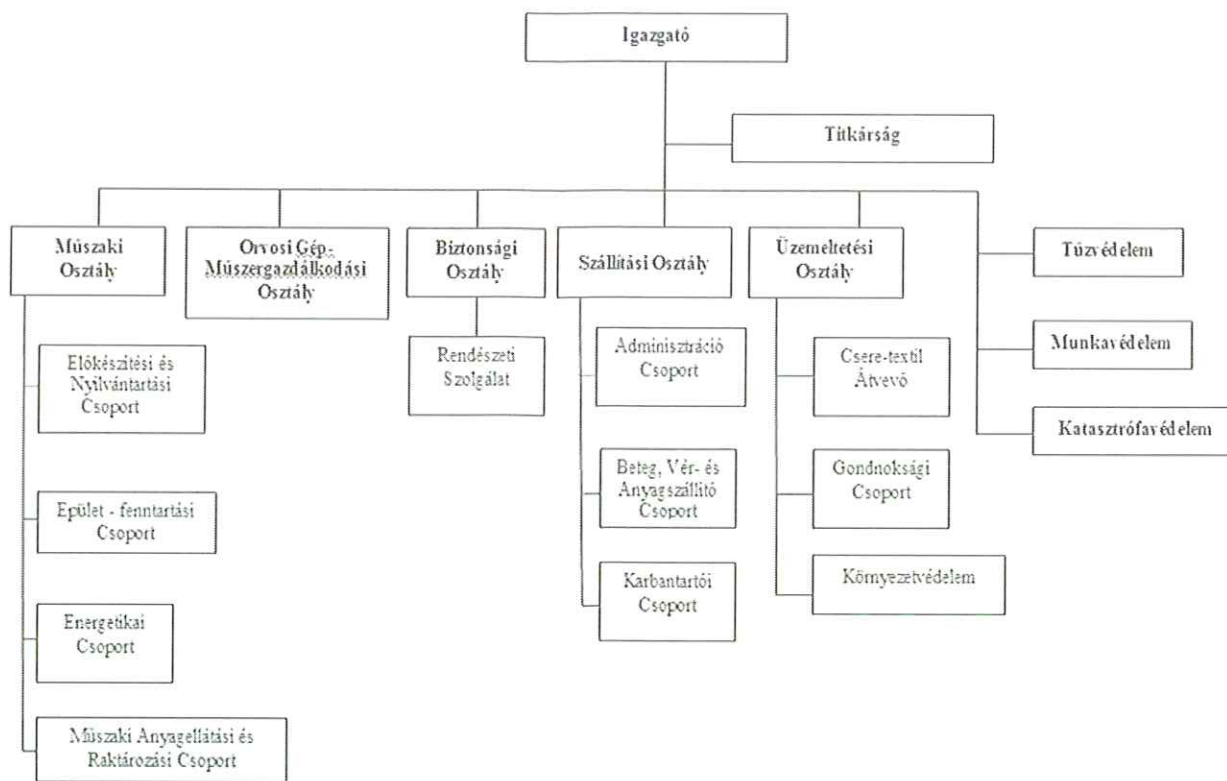 Igazgató
Titkárság
Műszaki
Osztály
Orvosi Gép-
Műszergazdálkodási
Osztály
Biztonsági
Osztály
Szállítási Osztály
Üzemeltetési
Osztály
Tűzvédelem
Munkavédelem
Katasztrófavédelem
Előkészítési és
Nyilvántartási
Csoport
Épület - fenntartási
Csoport
Energetikai
Csoport
Műszaki Anyagellátási és
Raktározási Csoport
Rendészeti
Szolgálat
Adminisztráció
Csoport
Beteg, Vér- és
Anyagszállító
Csoport
Karbantartói
Csoport
Csere-textil
Átvevő
Gondnoksági
Csoport
Környezetvédelem